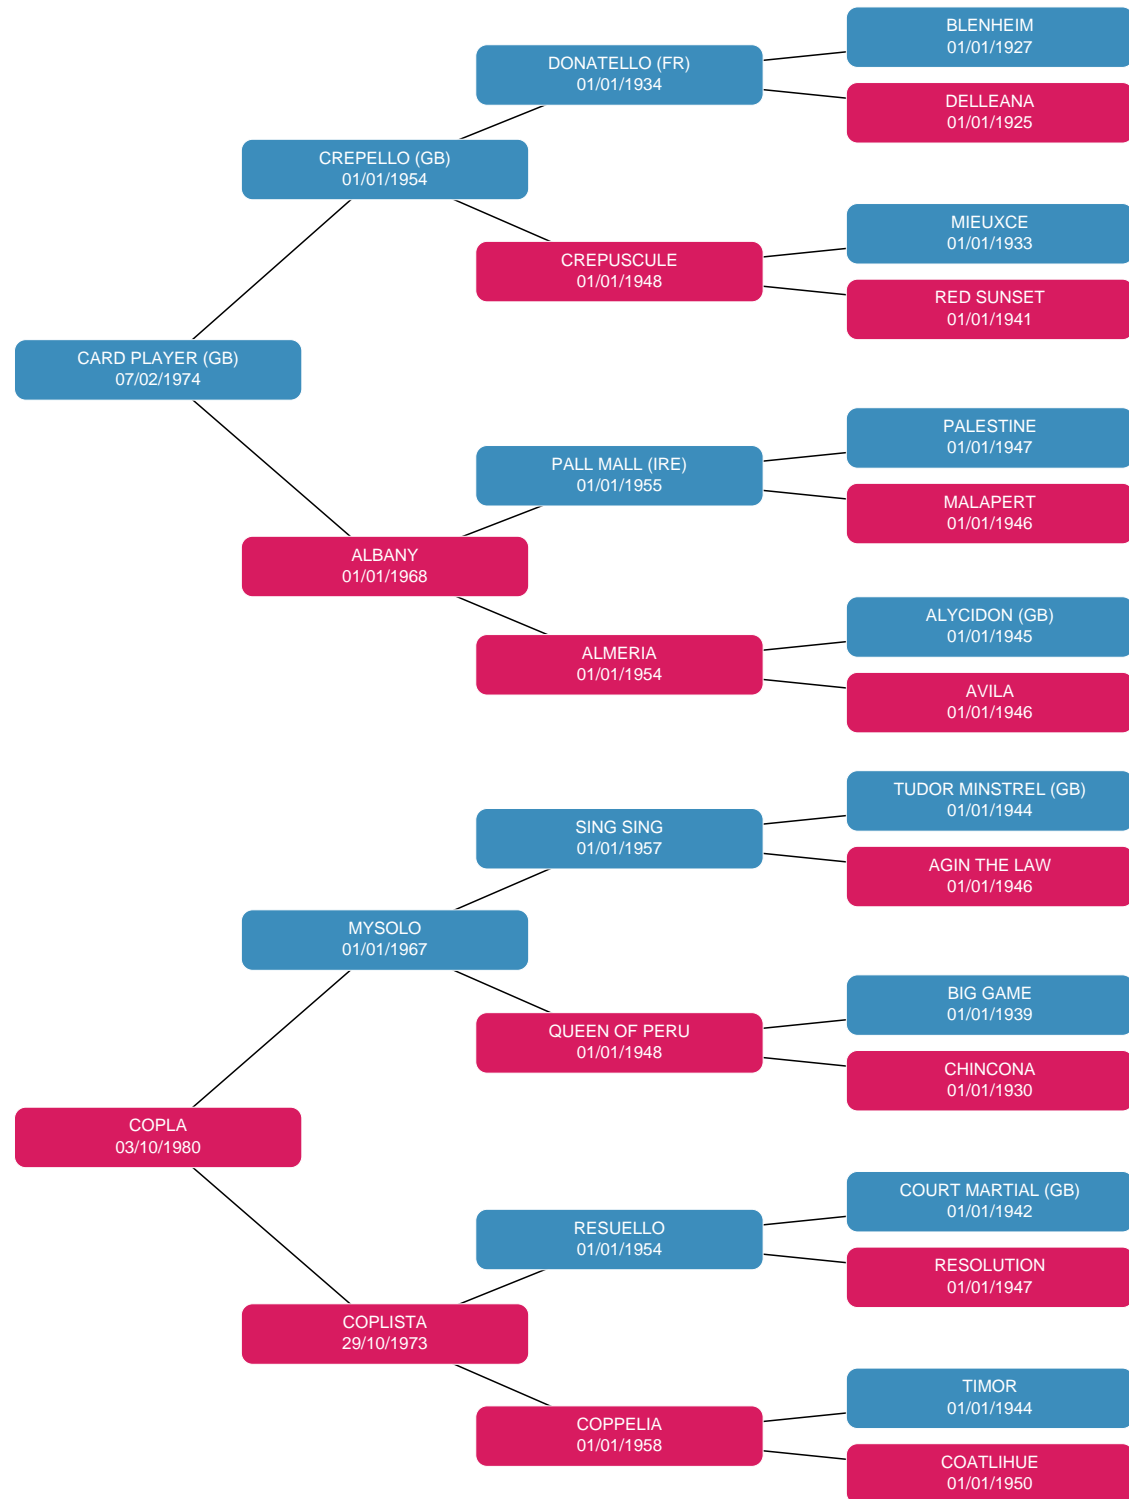 BLENHEIM
01/01/1927
DONATELLO (FR)
01/01/1934
DELLEANA
01/01/1925
CREPELLO (GB)
01/01/1954
MIEUXCE
01/01/1933
CREPUSCULE
01/01/1948
RED SUNSET
01/01/1941
CARD PLAYER (GB)
07/02/1974
PALESTINE
01/01/1947
PALL MALL (IRE)
01/01/1955
MALAPERT
01/01/1946
ALBANY
01/01/1968
ALYCIDON (GB)
01/01/1945
ALMERIA
01/01/1954
AVILA
01/01/1946
TUDOR MINSTREL (GB)
01/01/1944
SING SING
01/01/1957
AGIN THE LAW
01/01/1946
MYSOLO
01/01/1967
BIG GAME
01/01/1939
QUEEN OF PERU
01/01/1948
CHINCONA
01/01/1930
COPLA
03/10/1980
COURT MARTIAL (GB)
01/01/1942
RESUELLO
01/01/1954
RESOLUTION
01/01/1947
COPLISTA
29/10/1973
TIMOR
01/01/1944
COPPELIA
01/01/1958
COATLIHUE
01/01/1950